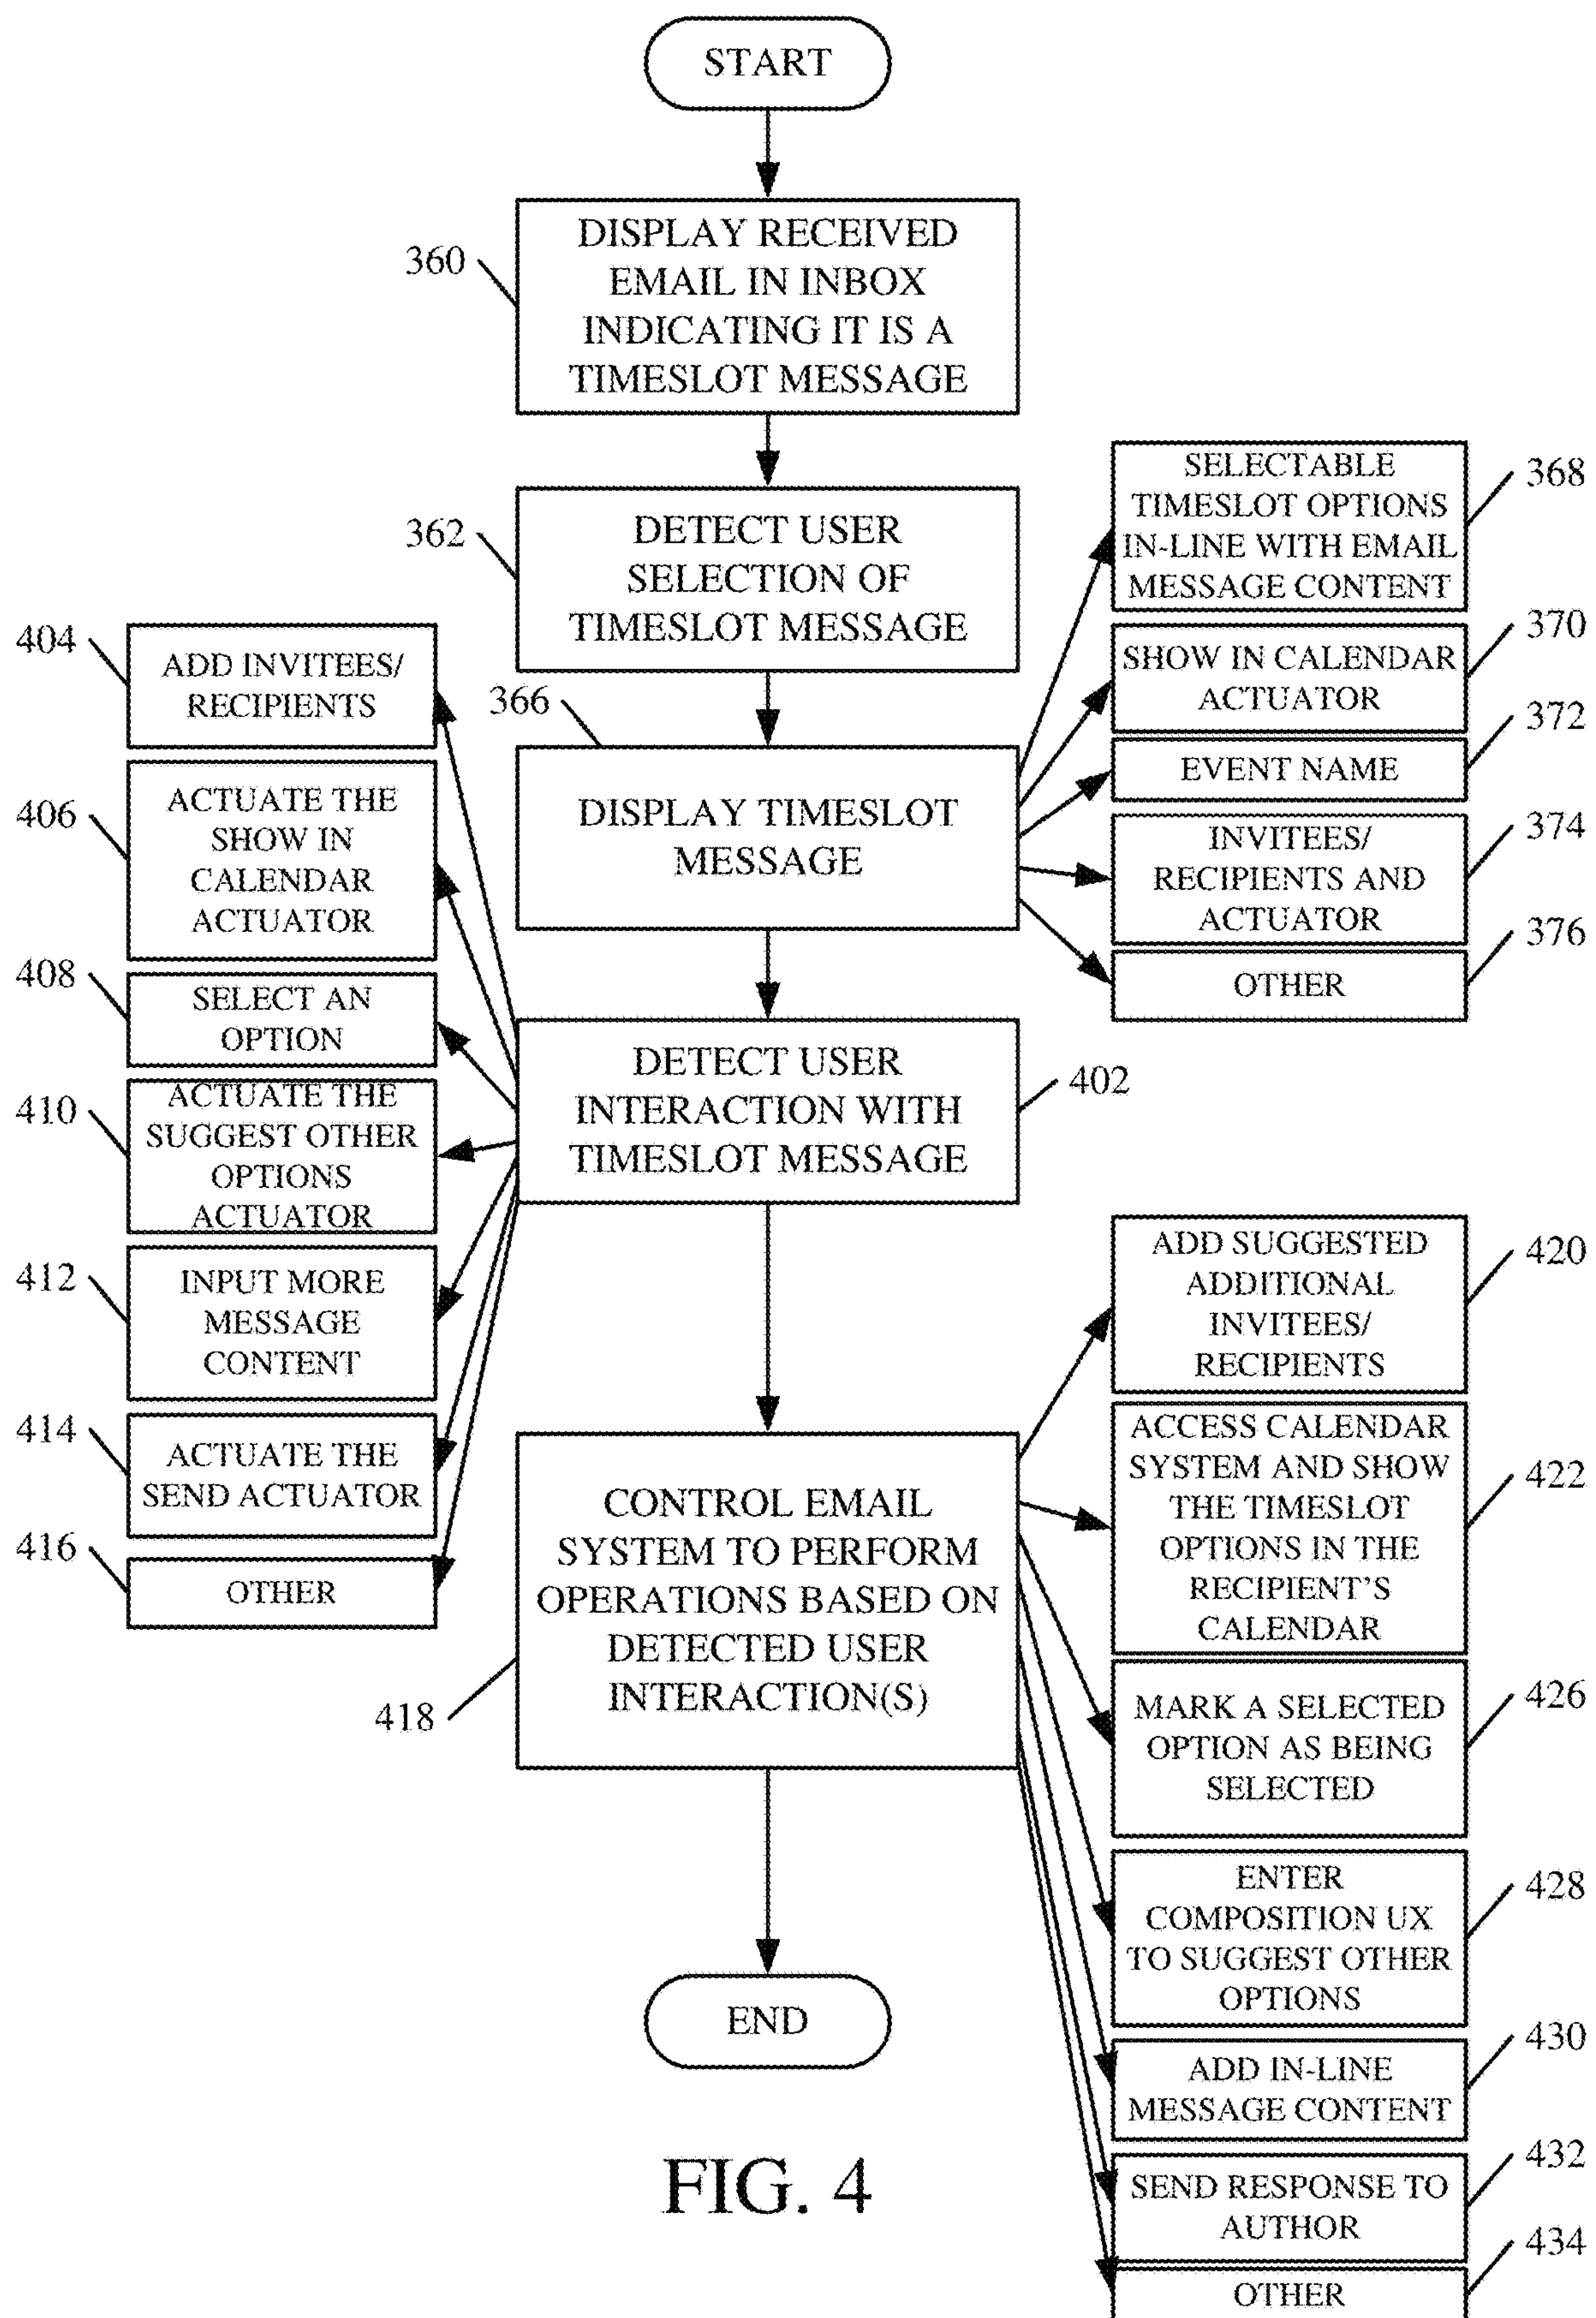 START
360
DISPLAY RECEIVED
EMAIL IN INBOX
INDICATING IT IS A
TIMESLOT MESSAGE
362
DETECT USER
SELECTION OF
TIMESLOT MESSAGE
366
DISPLAY TIMESLOT
MESSAGE
SELECTABLE
TIMESLOT OPTIONS
IN-LINE WITH EMAIL
MESSAGE CONTENT
368
SHOW IN CALENDAR
ACTUATOR
370
EVENT NAME
372
INVITEES/
RECIPIENTS AND
ACTUATOR
374
OTHER
376
DETECT USER
INTERACTION WITH
TIMESLOT MESSAGE
402
404
ADD INVITEES/
RECIPIENTS
406
ACTUATE THE
SHOW IN
CALENDAR
ACTUATOR
408
SELECT AN
OPTION
410
ACTUATE THE
SUGGEST OTHER
OPTIONS
ACTUATOR
412
INPUT MORE
MESSAGE
CONTENT
414
ACTUATE THE
SEND ACTUATOR
416
OTHER
CONTROL EMAIL
SYSTEM TO PERFORM
OPERATIONS BASED ON
DETECTED USER
INTERACTION(S)
418
ADD SUGGESTED
ADDITIONAL
INVITEES/
RECIPIENTS
420
ACCESS CALENDAR
SYSTEM AND SHOW
THE TIMESLOT
OPTIONS IN THE
RECIPIENT'S
CALENDAR
422
MARK A SELECTED
OPTION AS BEING
SELECTED
426
ENTER
COMPOSITION UX
TO SUGGEST OTHER
OPTIONS
428
ADD IN-LINE
MESSAGE CONTENT
430
SEND RESPONSE TO
AUTHOR
432
OTHER
434
END
FIG. 4